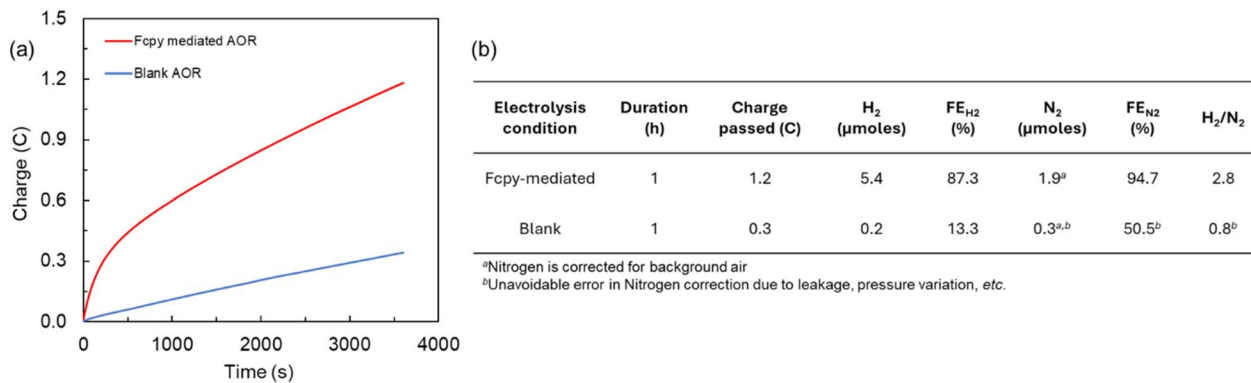 (a)
Charge (C)
1.5
1.2
0.9
0.6
0.3
0.0
Fcpy mediated AOR
Blank AOR
0 1000 2000 3000 4000
Time (s)
(b)
Electrolysis condition Duration (h) Charge passed (C) H₂ (μmoles) FE_H2 (%) N₂ (μmoles) FE_N2 (%) H₂/N₂
Fcpy-mediated 1 1.2 5.4 87.3 1.9ᵃ 94.7 2.8
Blank 1 0.3 0.2 13.3 0.3ᵃ,ᵇ 50.5ᵇ 0.8ᵇ
ᵃNitrogen is corrected for background air
ᵇUnavoidable error in Nitrogen correction due to leakage, pressure variation, etc.